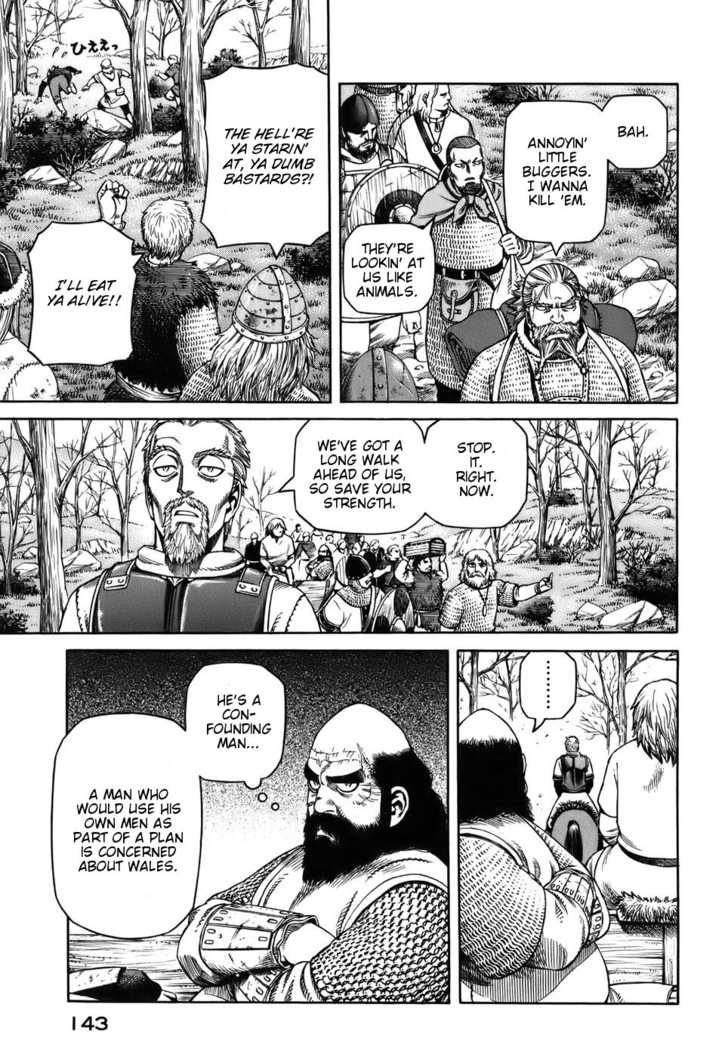 BAH.
ANNOYIN'
LITTLE
BUGGERS.
I WANNA
KILL 'EM.
THEY'RE
LOOKIN' AT
US LIKE
ANIMALS.
ひええっ
THE HELL'RE
YA STARIN'
AT, YA DUMB
BASTARDS?!
I'LL EAT
YA ALIVE!!
STOP.
IT.
RIGHT.
NOW.
WE'VE GOT A
LONG WALK
AHEAD OF US,
SO SAVE YOUR
STRENGTH.
........
HE'S A
CON-
FOUNDING
MAN...
A MAN WHO
WOULD USE HIS
OWN MEN AS
PART OF A PLAN
IS CONCERNED
ABOUT WALES.
143